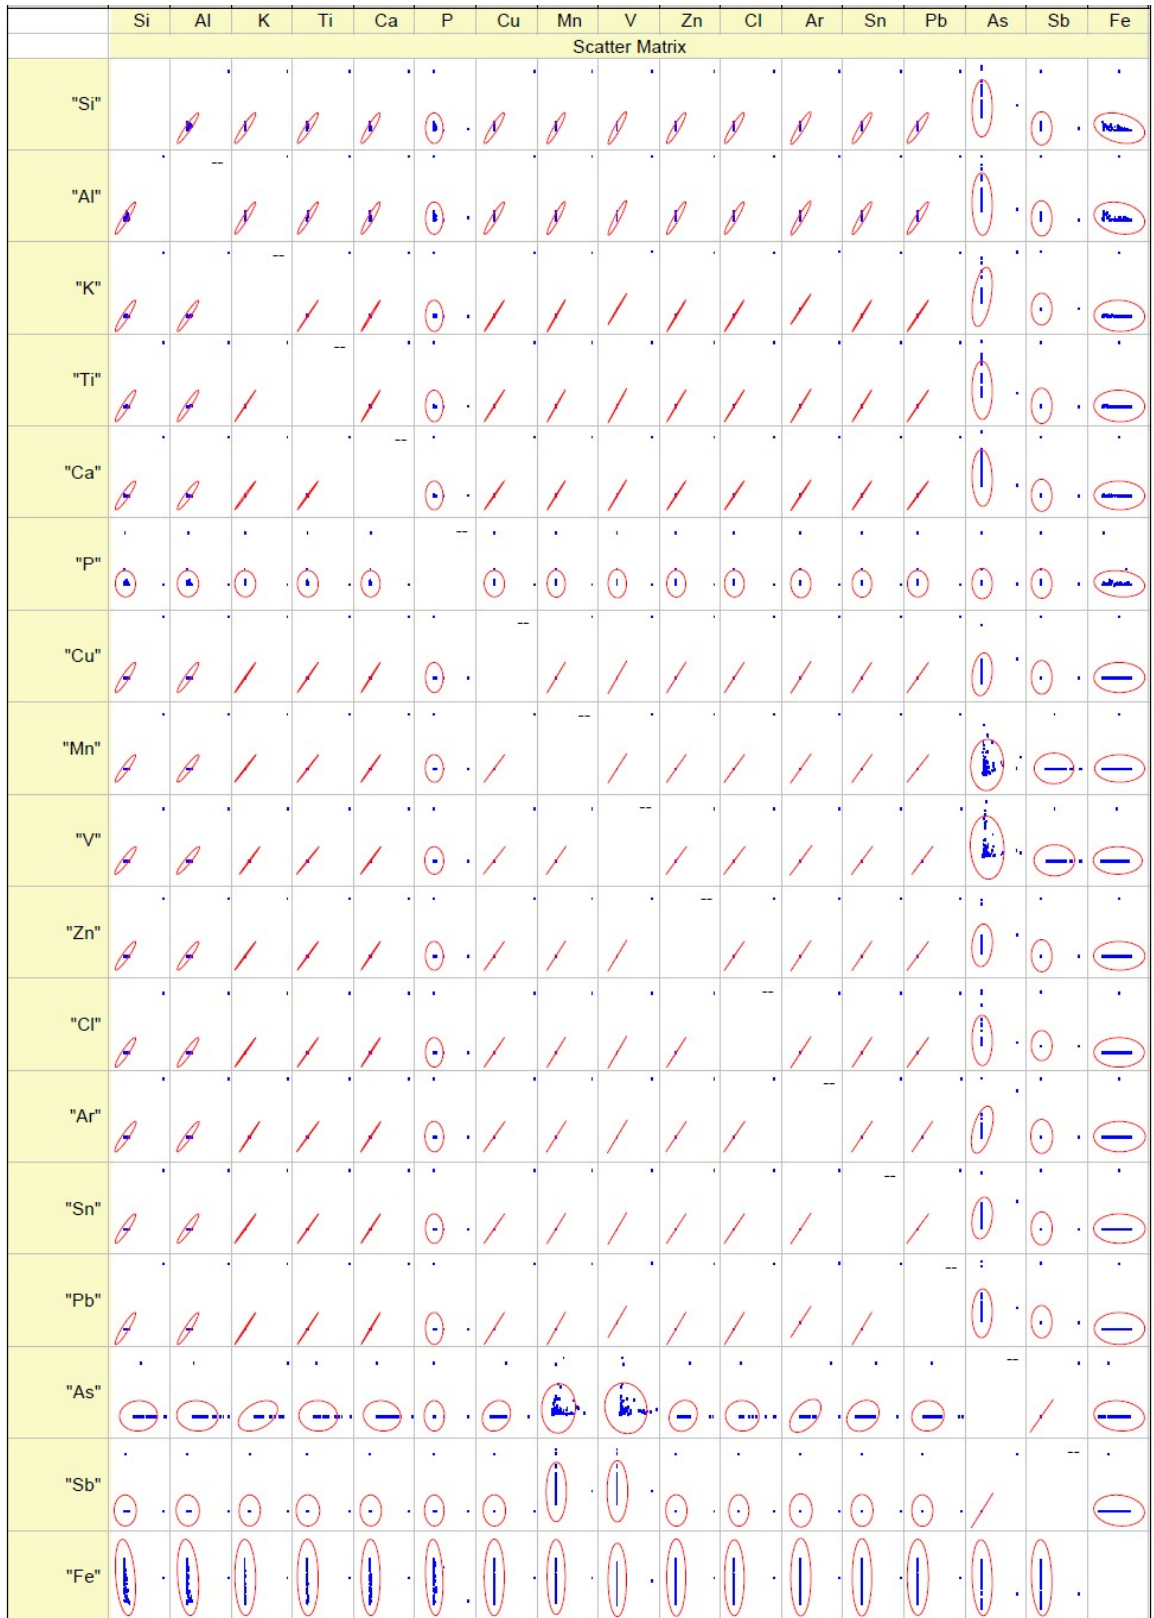 Si Al K Ti Ca P Cu Mn V Zn Cl Ar Sn Pb As Sb Fe
Scatter Matrix
"Si"
"Al"
--
"K"
--
"Ti"
--
"Ca"
--
"P"
--
"Cu"
--
"Mn"
--
"V"
--
"Zn"
--
"Cl"
--
"Ar"
--
"Sn"
--
"Pb"
--
"As"
--
"Sb"
--
"Fe"